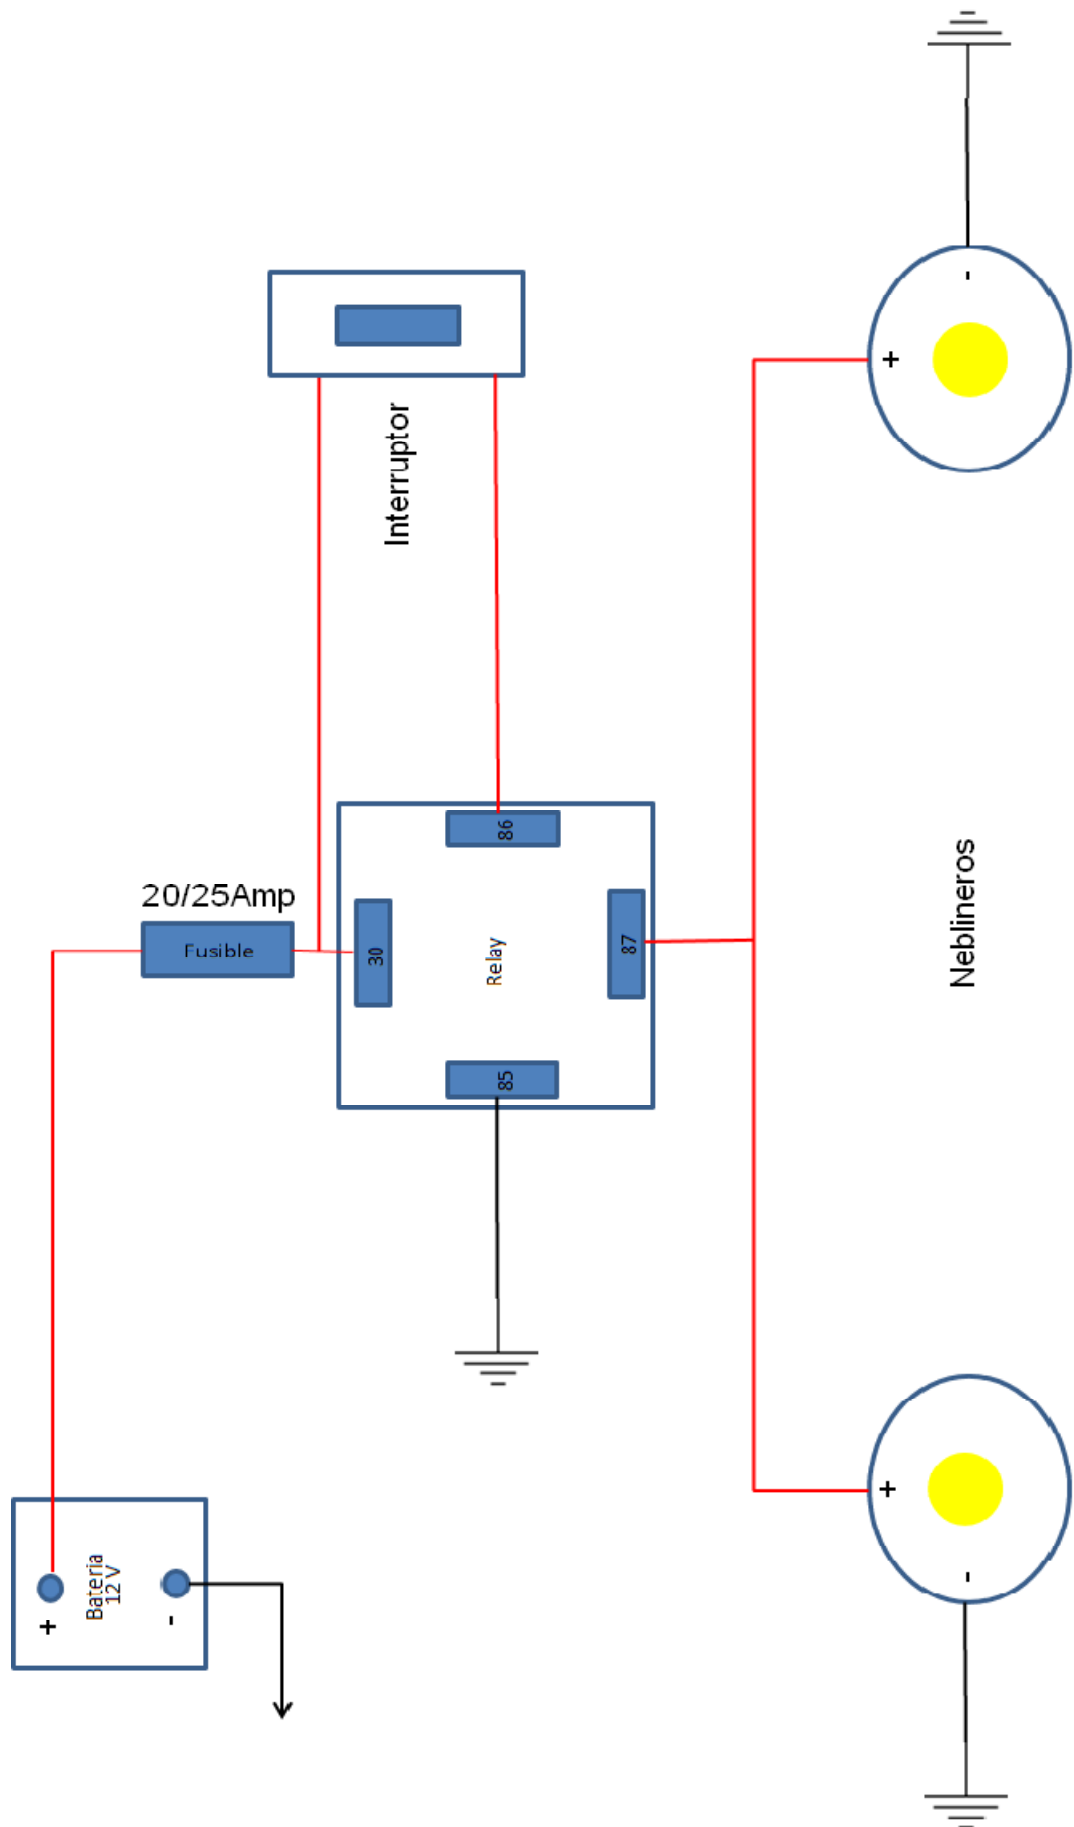 -
+
Interruptor
20/25Amp
Fusible
86
30
Relay
87
85
Neblineros
+
-
Bateria
12 V
+
-